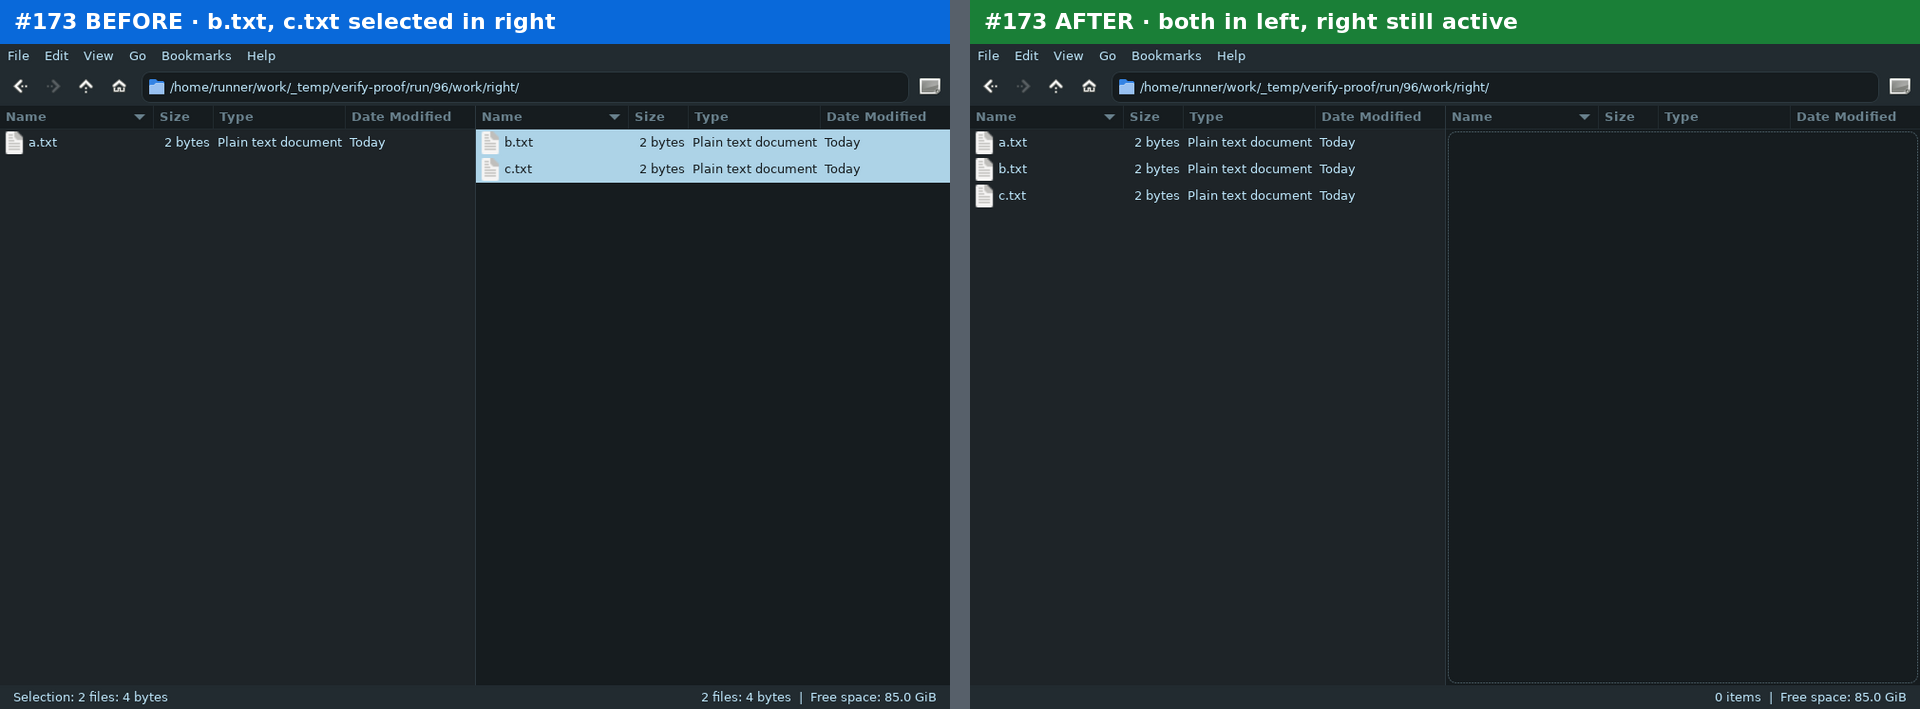 #173 BEFORE · b.txt, c.txt selected in right
File Edit View Go Bookmarks Help
/home/runner/work/_temp/verify-proof/run/96/work/right/
Name Size Type Date Modified Name Size Type Date Modified
a.txt 2 bytes Plain text document Today b.txt 2 bytes Plain text document Today
c.txt 2 bytes Plain text document Today
Selection: 2 files: 4 bytes 2 files: 4 bytes | Free space: 85.0 GiB
#173 AFTER · both in left, right still active
File Edit View Go Bookmarks Help
/home/runner/work/_temp/verify-proof/run/96/work/right/
Name Size Type Date Modified Name Size Type Date Modified
a.txt 2 bytes Plain text document Today
b.txt 2 bytes Plain text document Today
c.txt 2 bytes Plain text document Today
0 items | Free space: 85.0 GiB